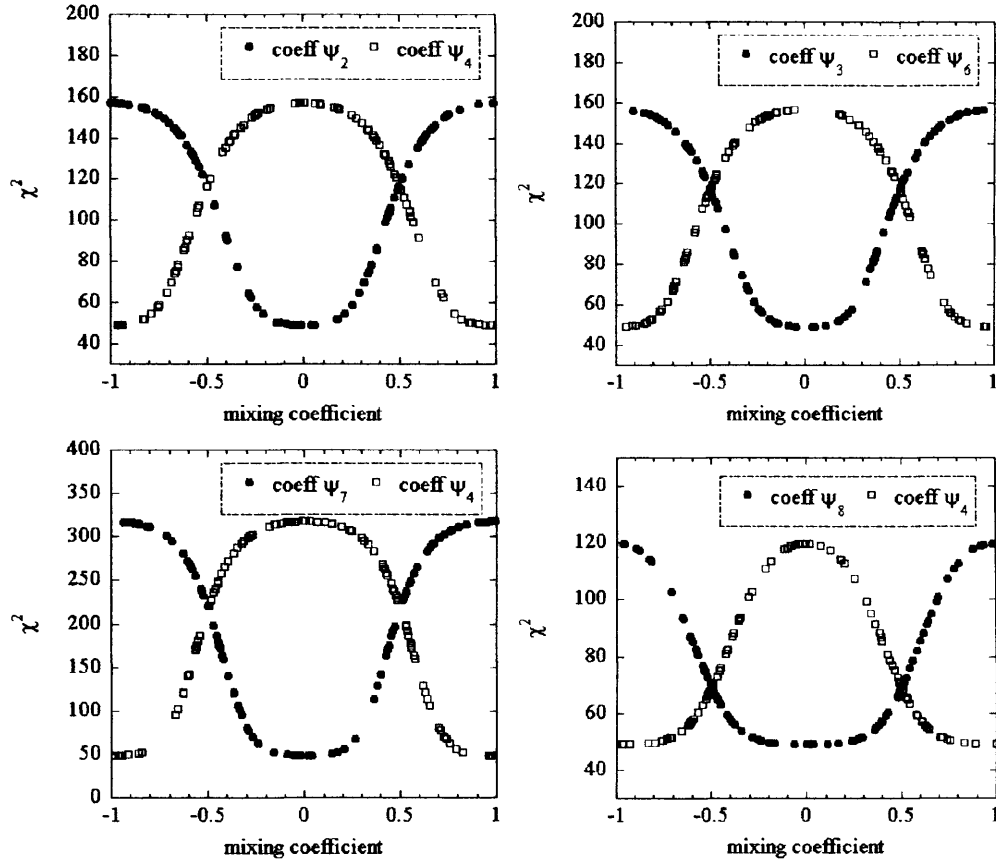 200
180
160
140
120
100
80
60
40
χ²
coeff ψ₂ coeff ψ₄
-1 -0.5 0 0.5 1
mixing coefficient
200
180
160
140
120
100
80
60
40
χ²
coeff ψ₃ coeff ψ₆
-1 -0.5 0 0.5 1
mixing coefficient
400
350
300
250
200
150
100
50
0
χ²
coeff ψ₇ coeff ψ₄
-1 -0.5 0 0.5 1
mixing coefficient
140
120
100
80
60
40
χ²
coeff ψ₈ coeff ψ₄
-1 -0.5 0 0.5 1
mixing coefficient